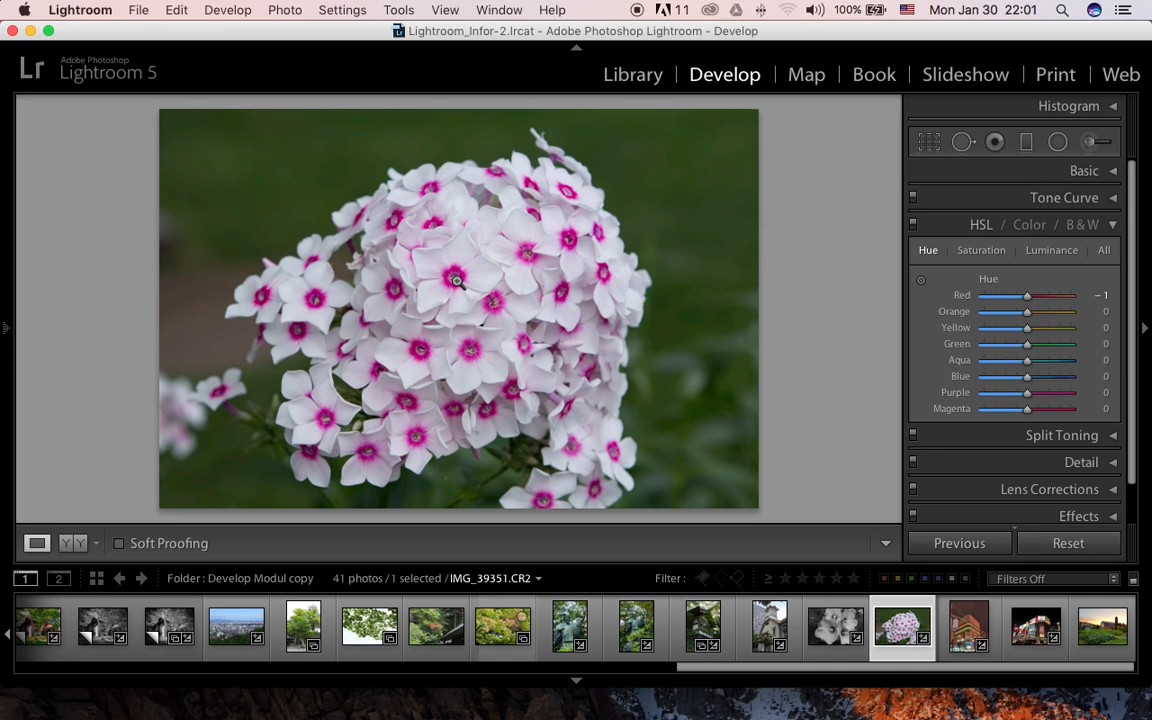 Lightroom File Edit Develop Photo Settings Tools View Window Help 11 100% Mon Jan 30 22:01
Lightroom_Infor-2.lrcat - Adobe Photoshop Lightroom - Develop
Lr Adobe Photoshop
Lightroom 5
Library | Develop | Map | Book | Slideshow | Print | Web
Histogram
Basic
Tone Curve
HSL / Color / B&W
Hue Saturation Luminance All
Hue
Red -1
Orange 0
Yellow 0
Green 0
Aqua 0
Blue 0
Purple 0
Magenta 0
Split Toning
Detail
Lens Corrections
Effects
Previous Reset
YY Soft Proofing
1 2 Folder : Develop Modul copy 41 photos / 1 selected / IMG_39351.CR2 Filter : Filters Off